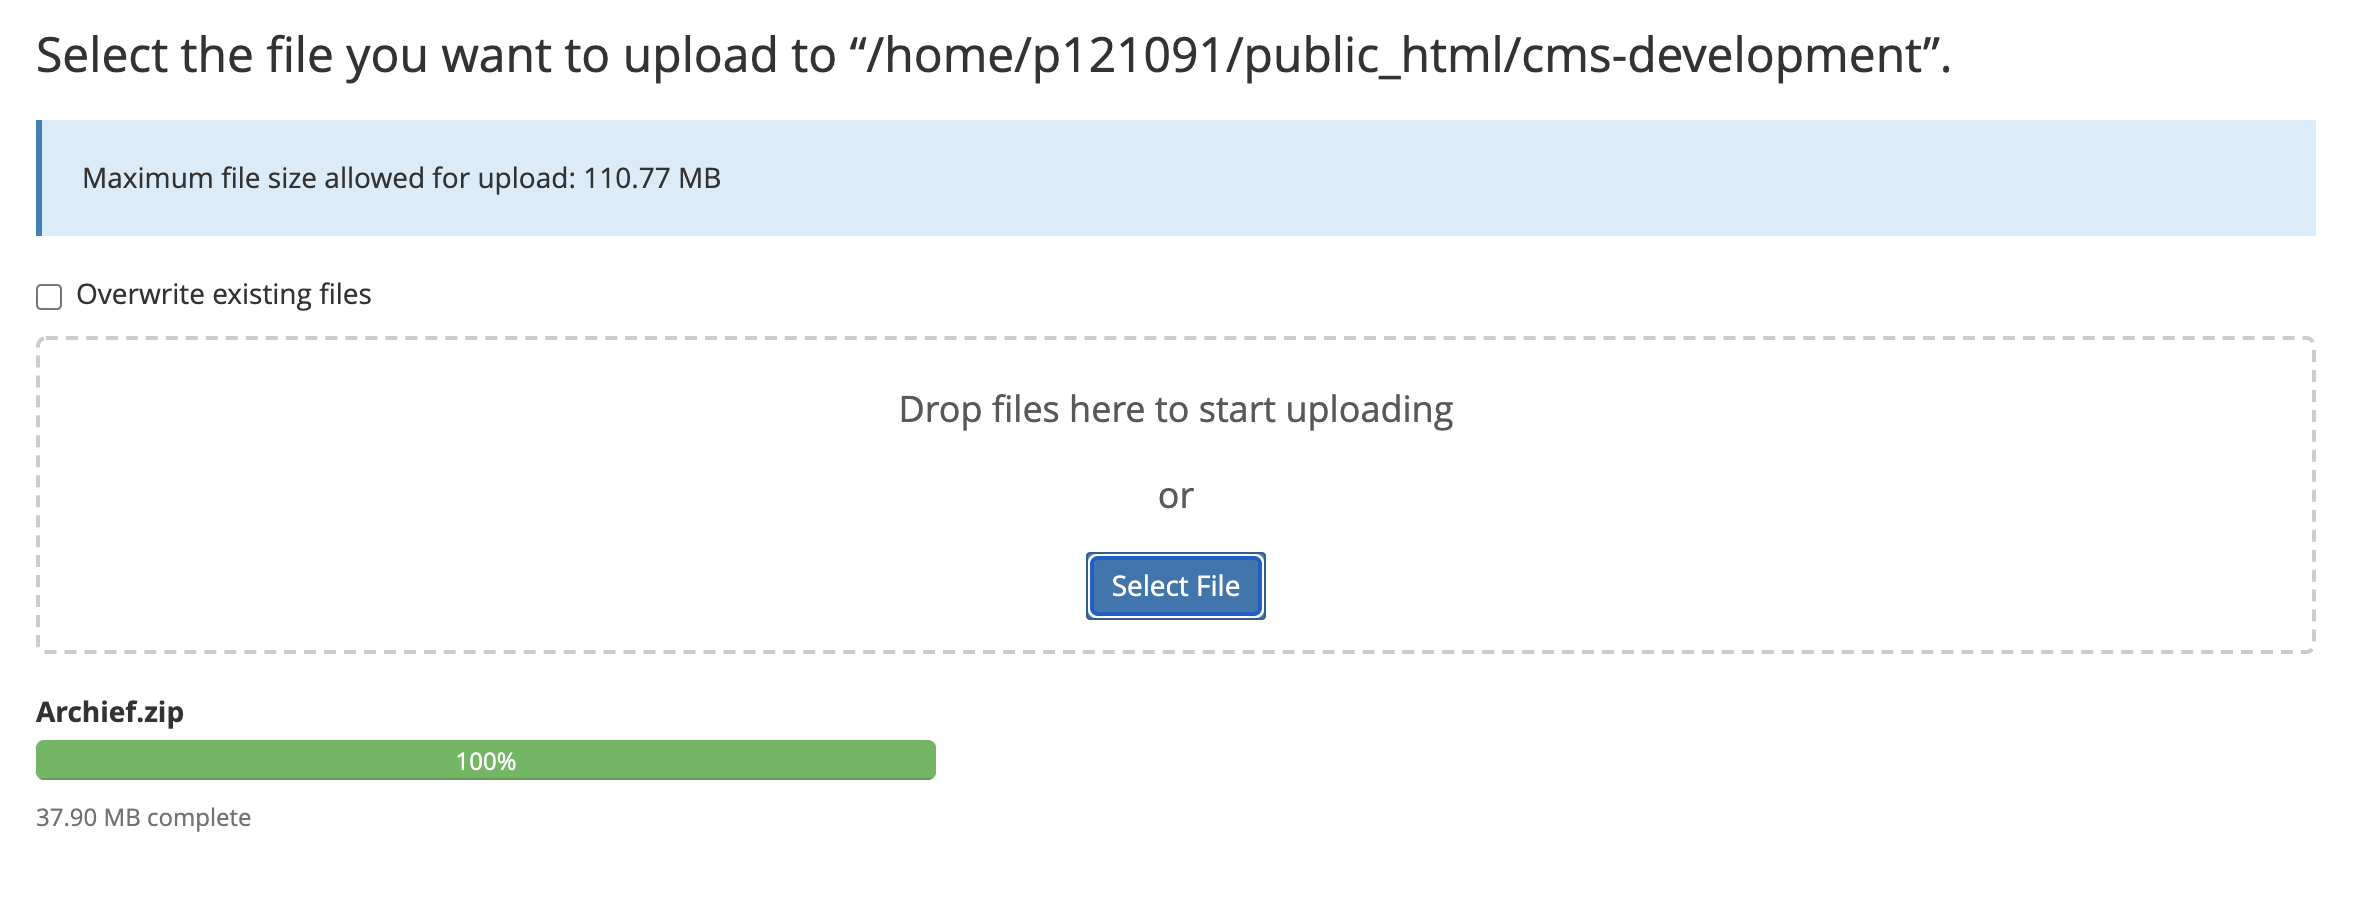 Select the file you want to upload to “/home/p121091/public_html/cms-development”.
Maximum file size allowed for upload: 110.77 MB
Overwrite existing files
Drop files here to start uploading
or
Select File
Archief.zip
100%
37.90 MB complete